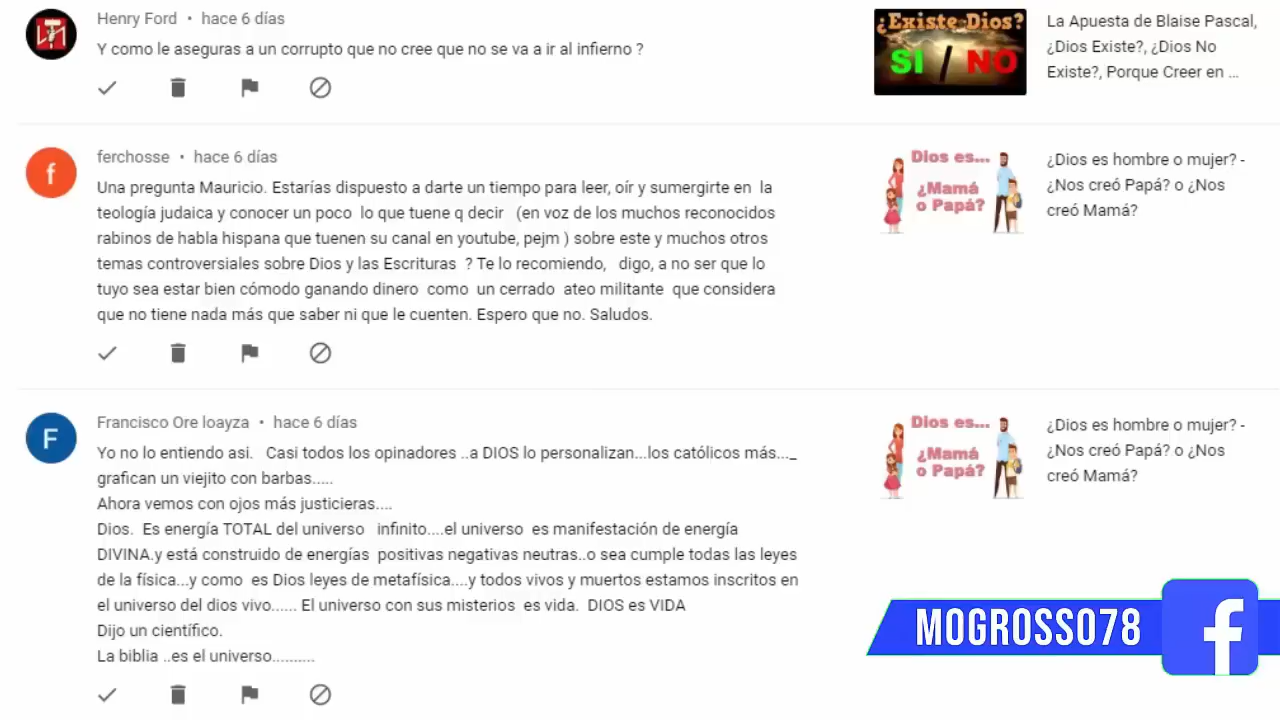 Henry Ford • hace 6 días
Y como le aseguras a un corrupto que no cree que no se va a ir al infierno ?
¿Existe Dios?
SI / NO
La Apuesta de Blaise Pascal,
¿Dios Existe?, ¿Dios No
Existe?, Porque Creer en ...
f
ferchosse • hace 6 días
Una pregunta Mauricio. Estarías dispuesto a darte un tiempo para leer, oír y sumergirte en la
teología judaica y conocer un poco lo que tuene q decir (en voz de los muchos reconocidos
rabinos de habla hispana que tuenen su canal en youtube, pejm ) sobre este y muchos otros
temas controversiales sobre Dios y las Escrituras ? Te lo recomiendo, digo, a no ser que lo
tuyo sea estar bien cómodo ganando dinero como un cerrado ateo militante que considera
que no tiene nada más que saber ni que le cuenten. Espero que no. Saludos.
Dios es...
¿Mamá
o Papá?
¿Dios es hombre o mujer? -
¿Nos creó Papá? o ¿Nos
creó Mamá?
F
Francisco Ore loayza • hace 6 días
Yo no lo entiendo asi. Casi todos los opinadores ..a DIOS lo personalizan...los católicos más..._
grafican un viejito con barbas.....
Ahora vemos con ojos más justicieras....
Dios. Es energía TOTAL del universo infinito....el universo es manifestación de energía
DIVINA.y está construido de energías positivas negativas neutras..o sea cumple todas las leyes
de la física...y como es Dios leyes de metafísica....y todos vivos y muertos estamos inscritos en
el universo del dios vivo...... El universo con sus misterios es vida. DIOS es VIDA
Dijo un científico.
La biblia ..es el universo..........
Dios es...
¿Mamá
o Papá?
¿Dios es hombre o mujer? -
¿Nos creó Papá? o ¿Nos
creó Mamá?
MOGROSSO78
f